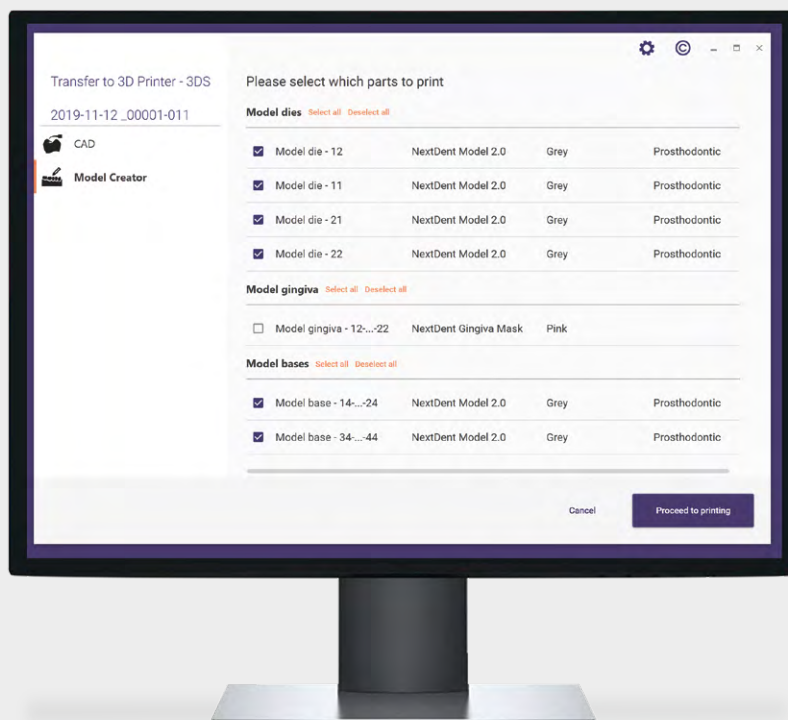 Transfer to 3D Printer - 3DS
2019-11-12 _00001-011
CAD
Model Creator
©
Please select which parts to print
Model dies Select all Deselect all
Model die - 12 NextDent Model 2.0 Grey Prosthodontic
Model die - 11 NextDent Model 2.0 Grey Prosthodontic
Model die - 21 NextDent Model 2.0 Grey Prosthodontic
Model die - 22 NextDent Model 2.0 Grey Prosthodontic
Model gingiva Select all Deselect all
Model gingiva - 12-...-22 NextDent Gingiva Mask Pink
Model bases Select all Deselect all
Model base - 14-...-24 NextDent Model 2.0 Grey Prosthodontic
Model base - 34-...-44 NextDent Model 2.0 Grey Prosthodontic
Cancel Proceed to printing